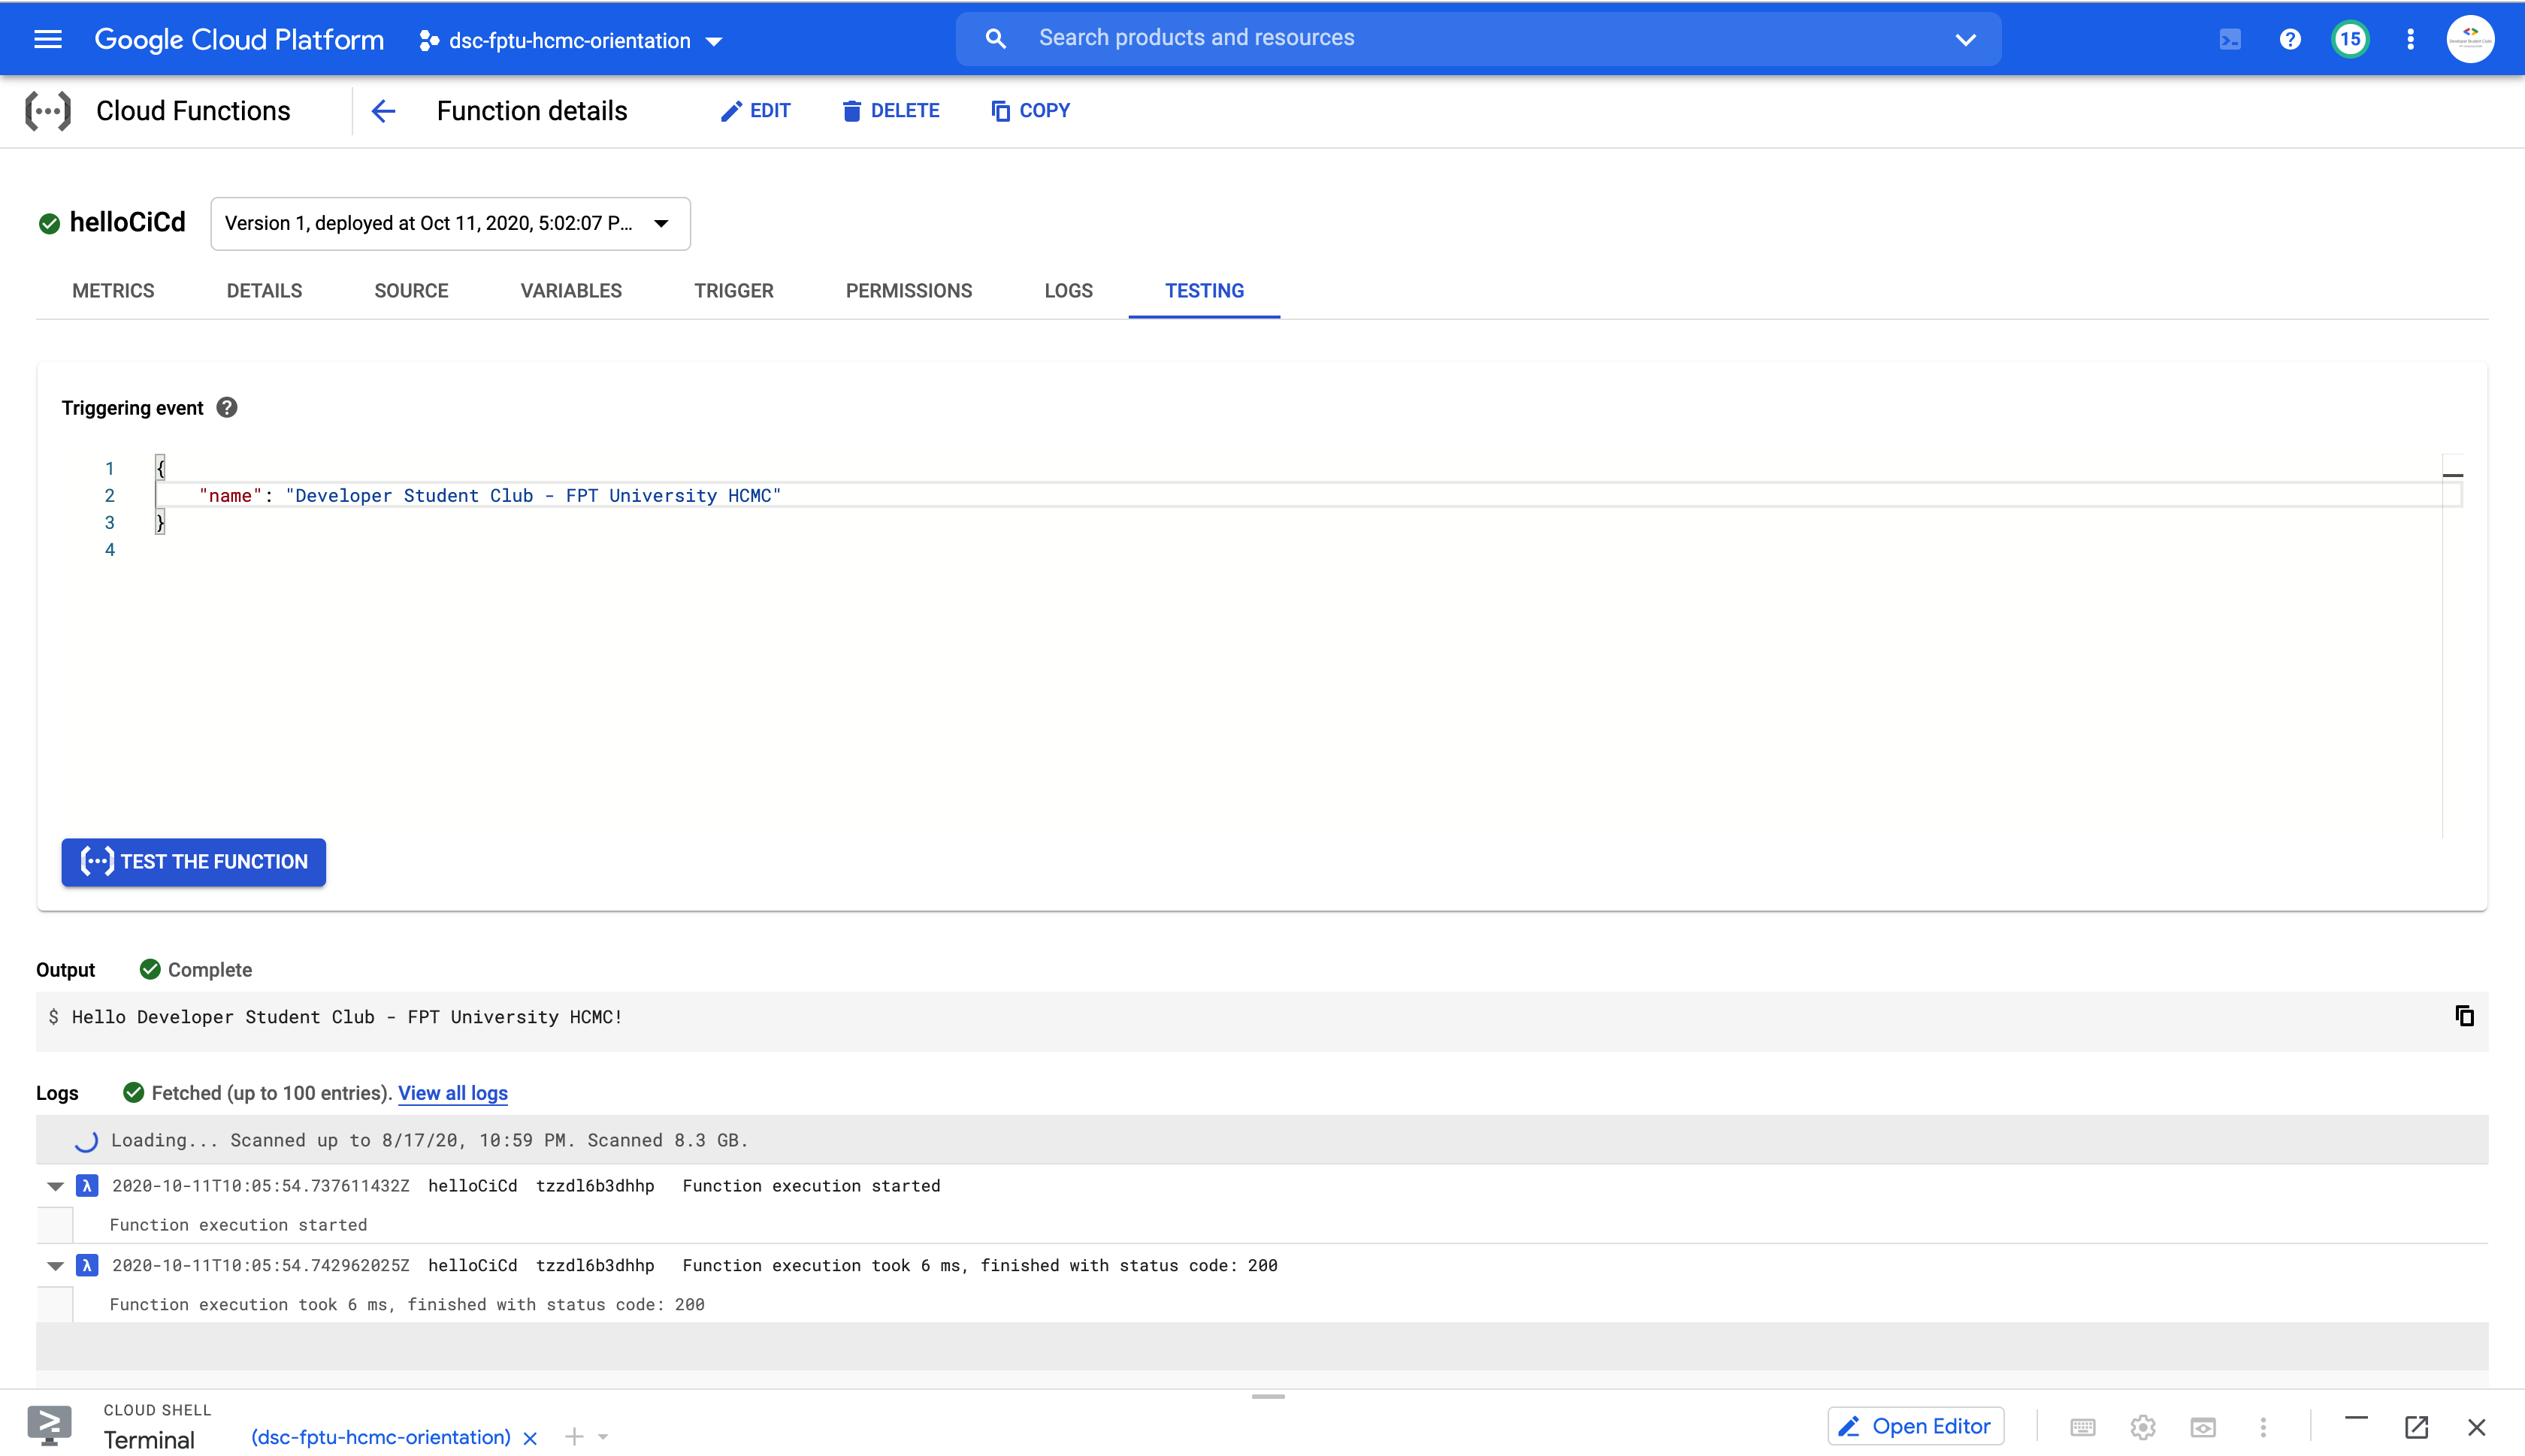 Google Cloud Platform dsc-fptu-hcmc-orientation Search products and resources 15
Cloud Functions Function details EDIT DELETE COPY
helloCiCd Version 1, deployed at Oct 11, 2020, 5:02:07 P...
METRICS DETAILS SOURCE VARIABLES TRIGGER PERMISSIONS LOGS TESTING
Triggering event
1 {
2 "name": "Developer Student Club - FPT University HCMC"
3 }
4
TEST THE FUNCTION
Output Complete
$ Hello Developer Student Club - FPT University HCMC!
Logs Fetched (up to 100 entries). View all logs
Loading... Scanned up to 8/17/20, 10:59 PM. Scanned 8.3 GB.
2020-10-11T10:05:54.737611432Z helloCiCd tzzdl6b3dhhp Function execution started
Function execution started
2020-10-11T10:05:54.742962025Z helloCiCd tzzdl6b3dhhp Function execution took 6 ms, finished with status code: 200
Function execution took 6 ms, finished with status code: 200
CLOUD SHELL
Terminal (dsc-fptu-hcmc-orientation) Open Editor